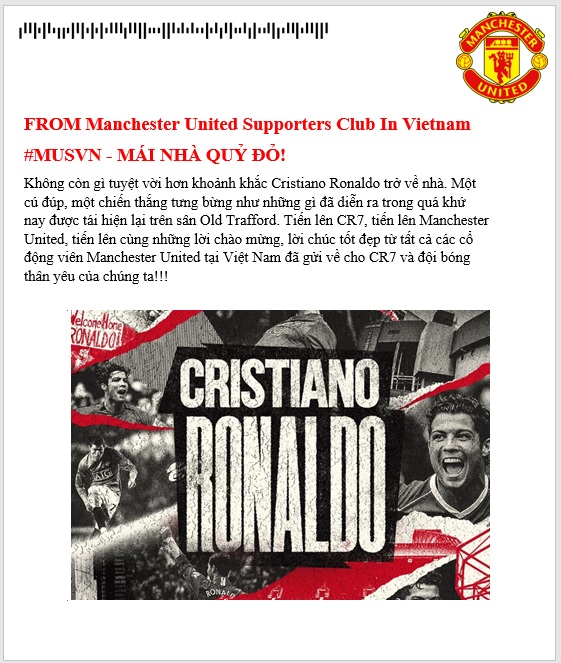 MANCHESTER
UNITED
FROM Manchester United Supporters Club In Vietnam
#MUSVN - MÁI NHÀ QUỶ ĐỎ!
Không còn gì tuyệt vời hơn khoảnh khắc Cristiano Ronaldo trở về nhà. Một
cú đúp, một chiến thắng tưng bừng như những gì đã diễn ra trong quá khứ
nay được tái hiện lại trên sân Old Trafford. Tiến lên CR7, tiến lên Manchester
United, tiến lên cùng những lời chào mừng, lời chúc tốt đẹp từ tất cả các cổ
động viên Manchester United tại Việt Nam đã gửi về cho CR7 và đội bóng
thân yêu của chúng ta!!!
Welcome Home
RONALDO!
CRISTIANO
RONALDO
AIG
RONALDO